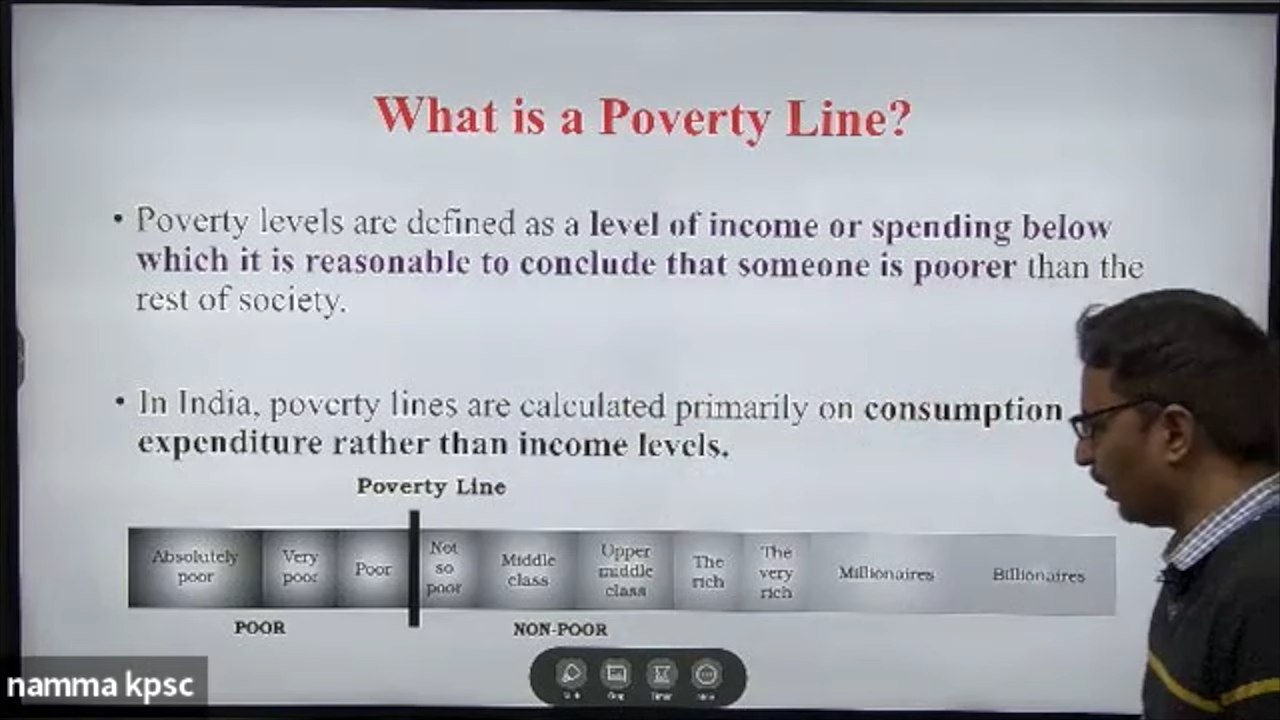 What is a Poverty Line?
• Poverty levels are defined as a level of income or spending below
which it is reasonable to conclude that someone is poorer than the
rest of society.
• In India, poverty lines are calculated primarily on consumption
expenditure rather than income levels.
Poverty Line
Absolutely
poor
Very
poor
Poor
Not
so
poor
Middle
class
Upper
middle
class
The
rich
The
very
rich
Millionaires
Billionaires
POOR
NON-POOR
namma kpsc